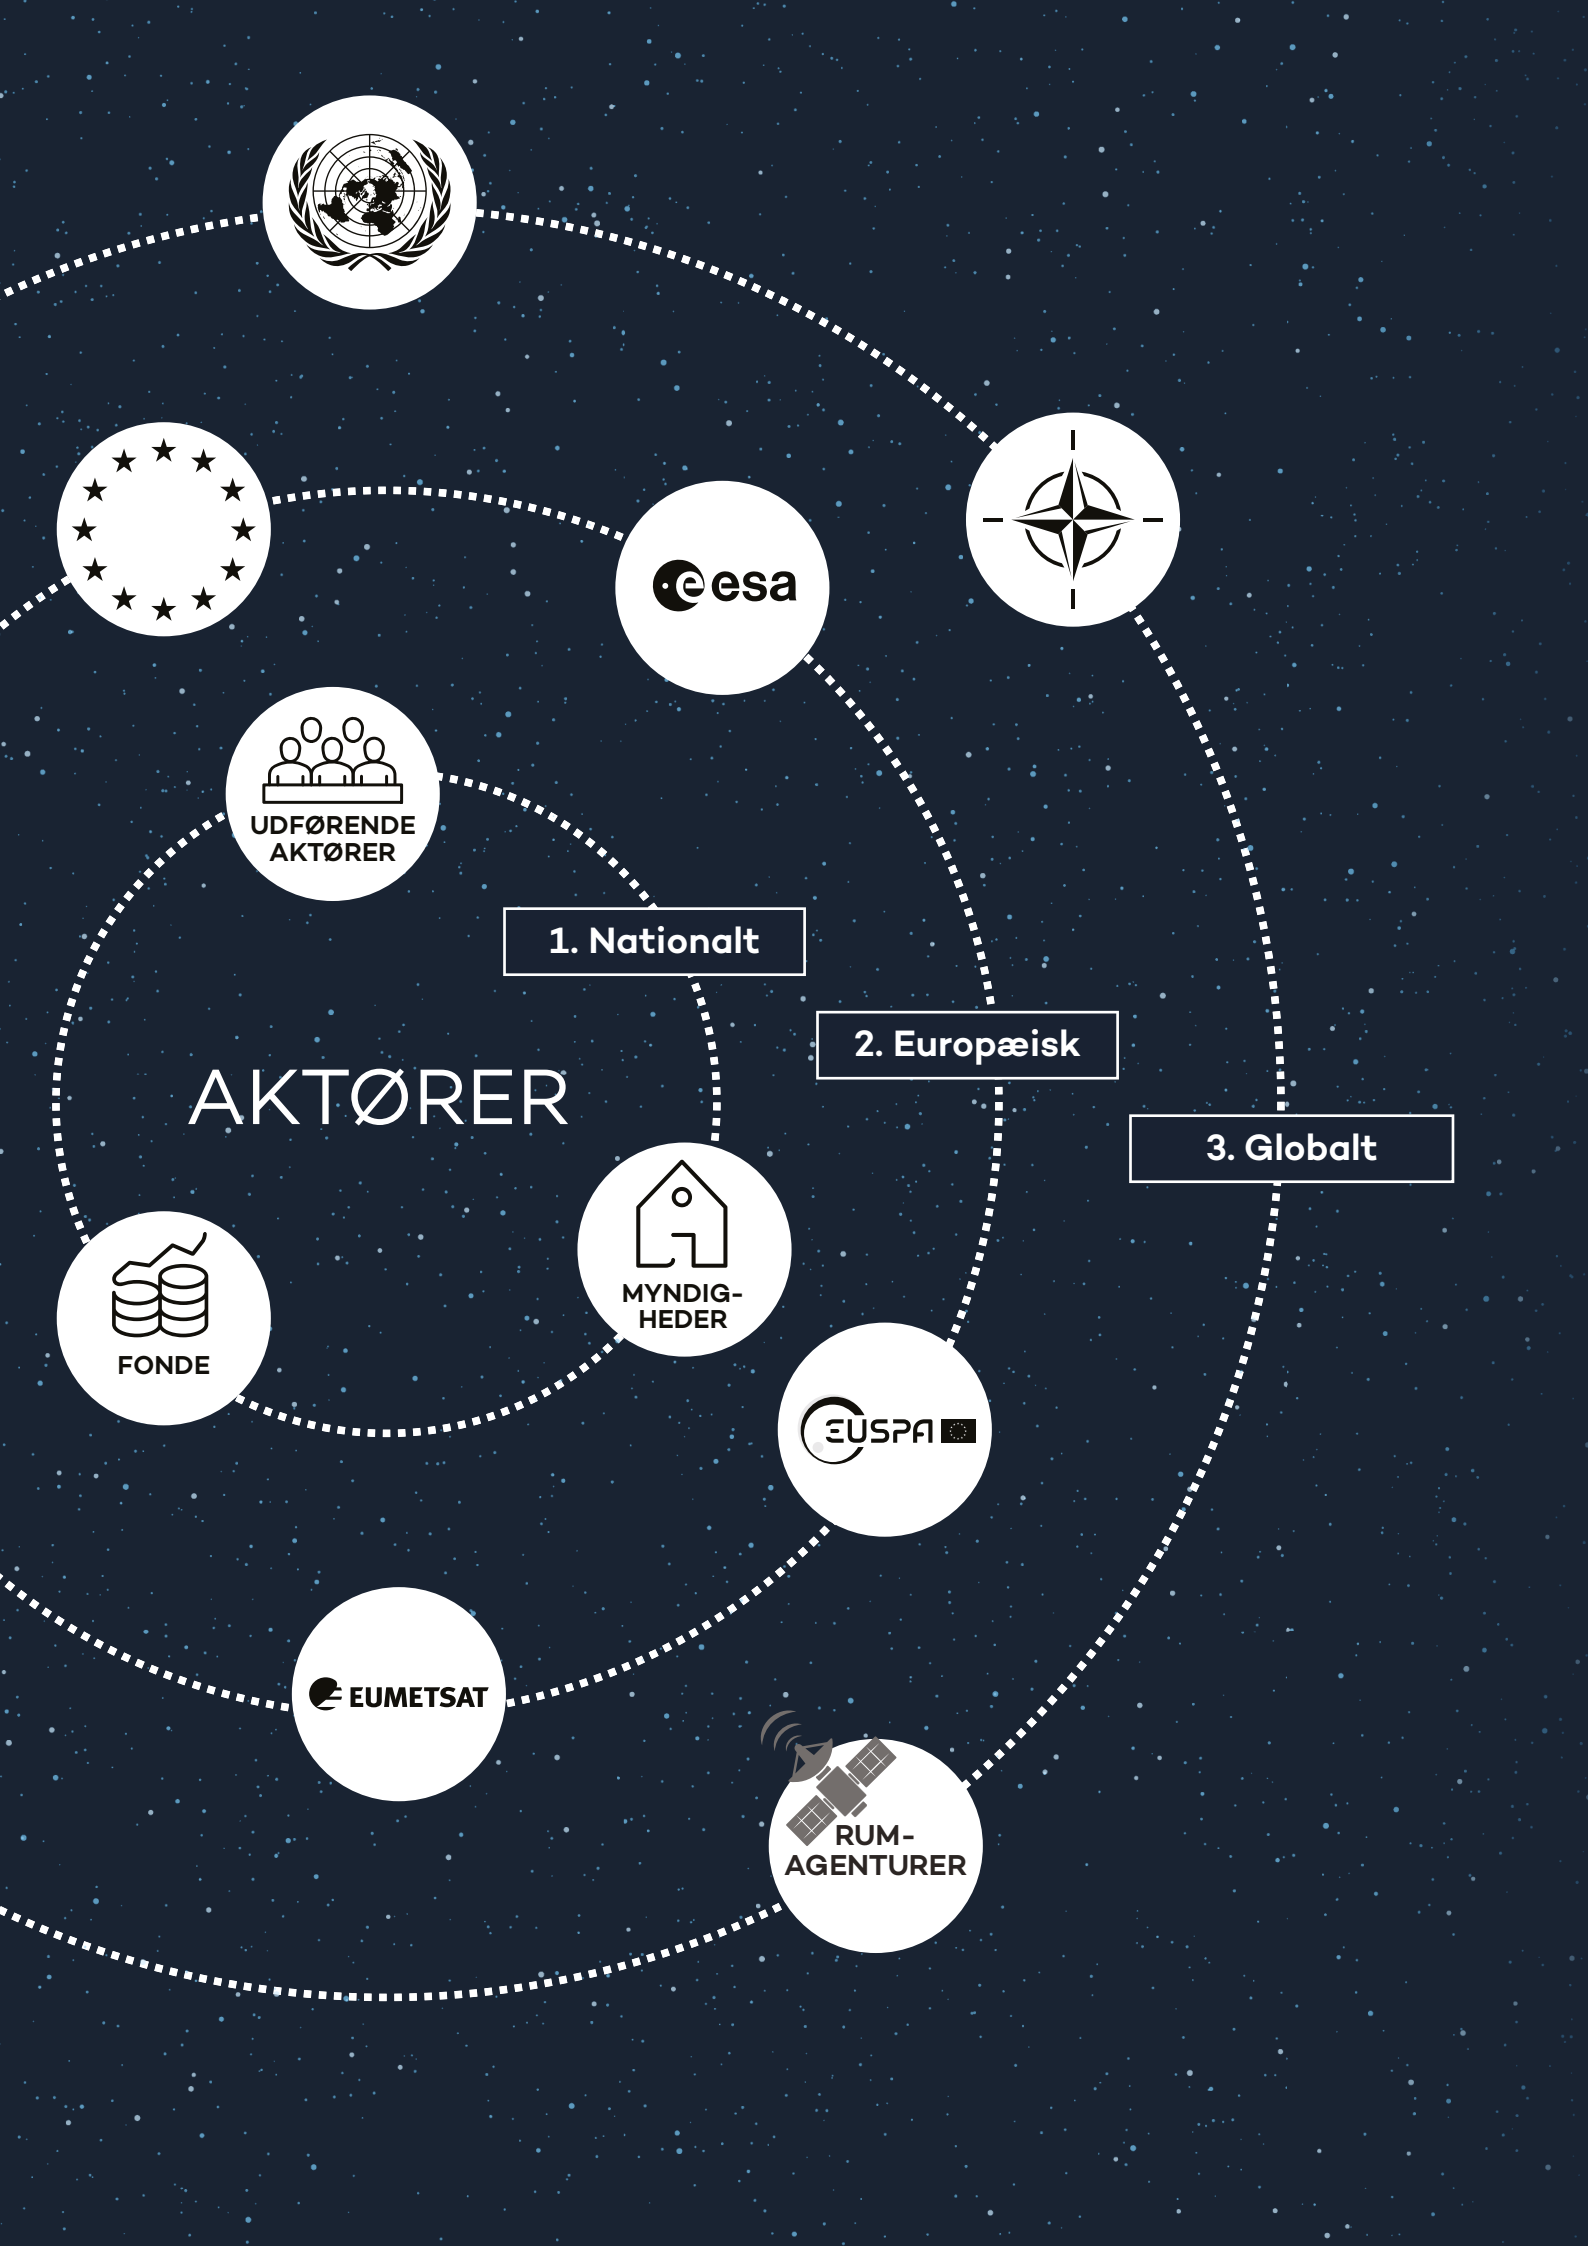 esa
UDFØRENDE
AKTØRER
1. Nationalt
2. Europæisk
AKTØRER
3. Globalt
MYNDIG-
HEDER
FONDE
EUSPA
EUMETSAT
RUM-
AGENTURER